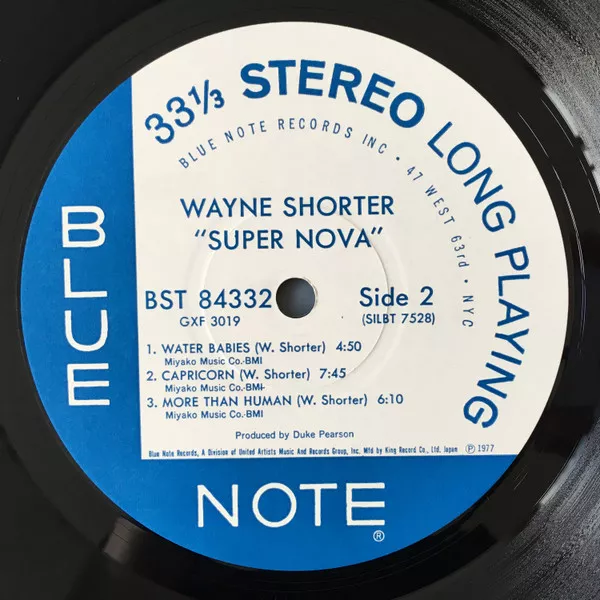 33⅓ STEREO LONG PLAYING
BLUE NOTE RECORDS INC • 47 WEST 63rd • NYC
WAYNE SHORTER
“SUPER NOVA”
BST 84332
Side 2
GXF 3019
(SILBT 7528)
1. WATER BABIES (W. Shorter) 4:50
Miyako Music Co.-BMI
2. CAPRICORN (W. Shorter) 7:45
Miyako Music Co.-BMI
3. MORE THAN HUMAN (W. Shorter) 6:10
Miyako Music Co.-BMI
Produced by Duke Pearson
Blue Note Records, A Division of United Artists Music And Records Group, Inc. Mfd by King Record Co., Ltd. Japan ℗ 1977
BLUE
NOTE ®